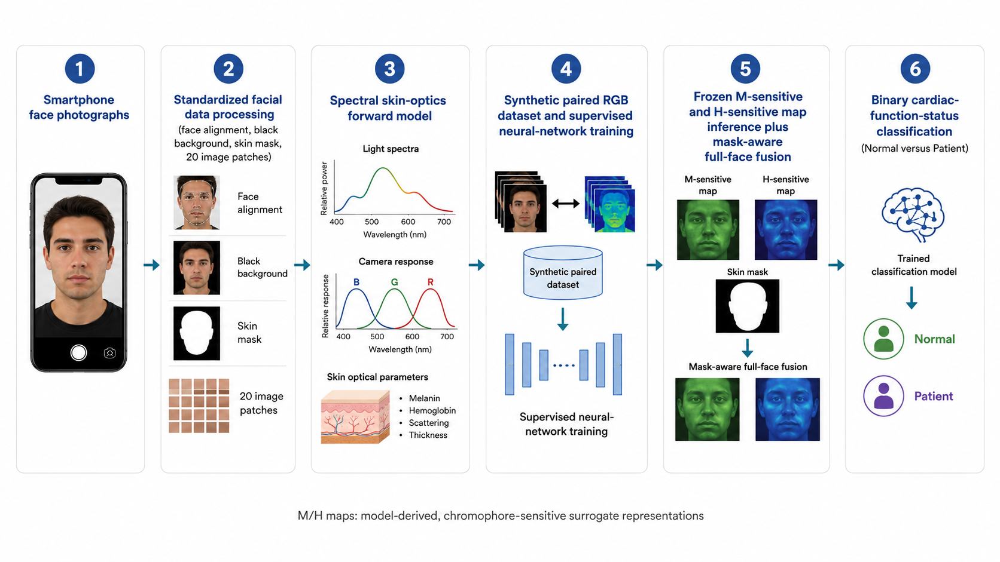 1
Smartphone
face photographs
2
Standardized facial
data processing
(face alignment, black
background, skin mask,
20 image patches)
Face
alignment
Black
background
Skin
mask
20 image
patches
3
Spectral skin-optics
forward model
Light spectra
Relative power
400 500 600 700
Wavelength (nm)
Camera response
Relative response
B G R
400 500 600 700
Wavelength (nm)
Skin optical parameters
• Melanin
• Hemoglobin
• Scattering
• Thickness
4
Synthetic paired RGB
dataset and supervised
neural-network training
Synthetic paired
dataset
Supervised neural-
network training
5
Frozen M-sensitive
and H-sensitive map
inference plus
mask-aware
full-face fusion
M-sensitive
map
H-sensitive
map
Skin mask
Mask-aware full-face fusion
6
Binary cardiac-
function-status
classification
(Normal versus Patient)
Trained
classification model
Normal
Patient
M/H maps: model-derived, chromophore-sensitive surrogate representations